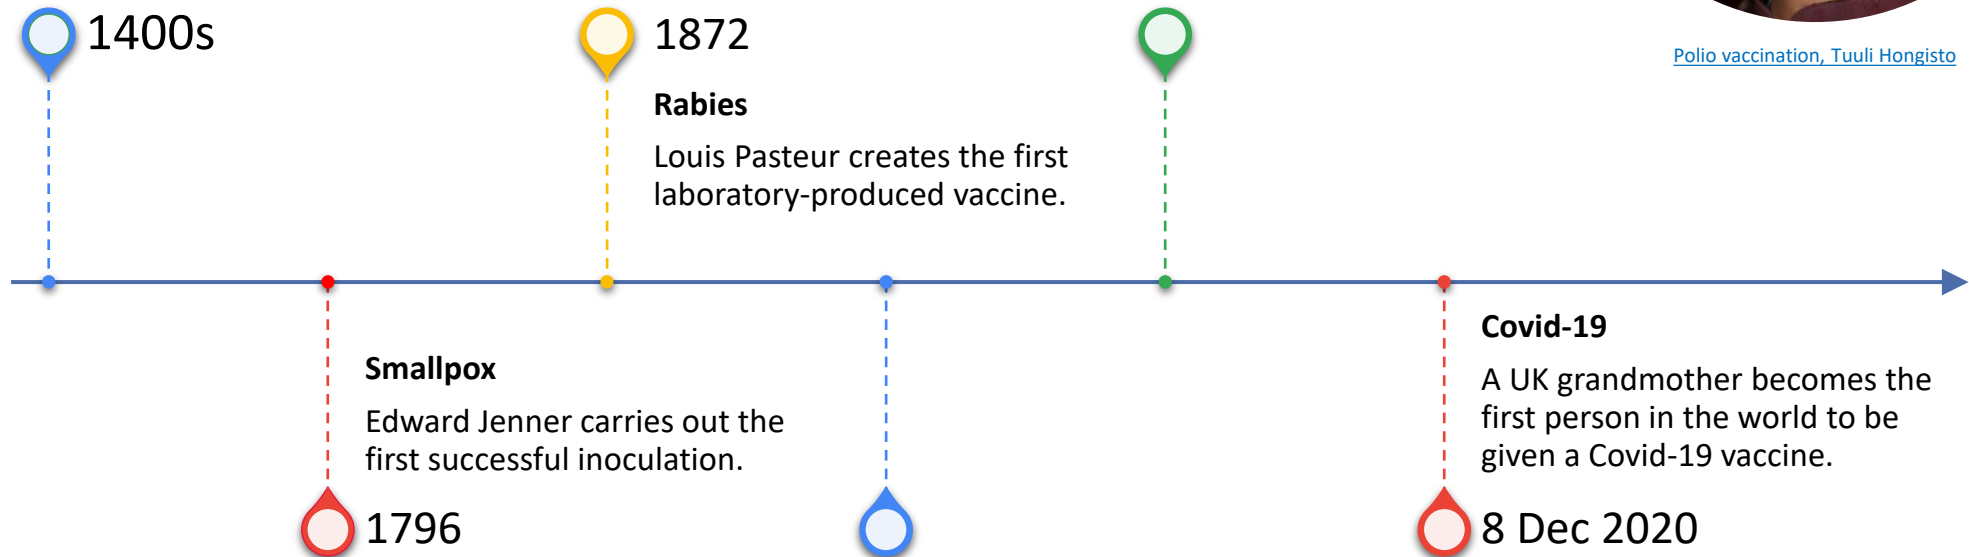 1400s
1872
Polio vaccination, Tuuli Hongisto
Rabies
Louis Pasteur creates the first
laboratory-produced vaccine.
Smallpox
Edward Jenner carries out the
first successful inoculation.
1796
Covid-19
A UK grandmother becomes the
first person in the world to be
given a Covid-19 vaccine.
8 Dec 2020